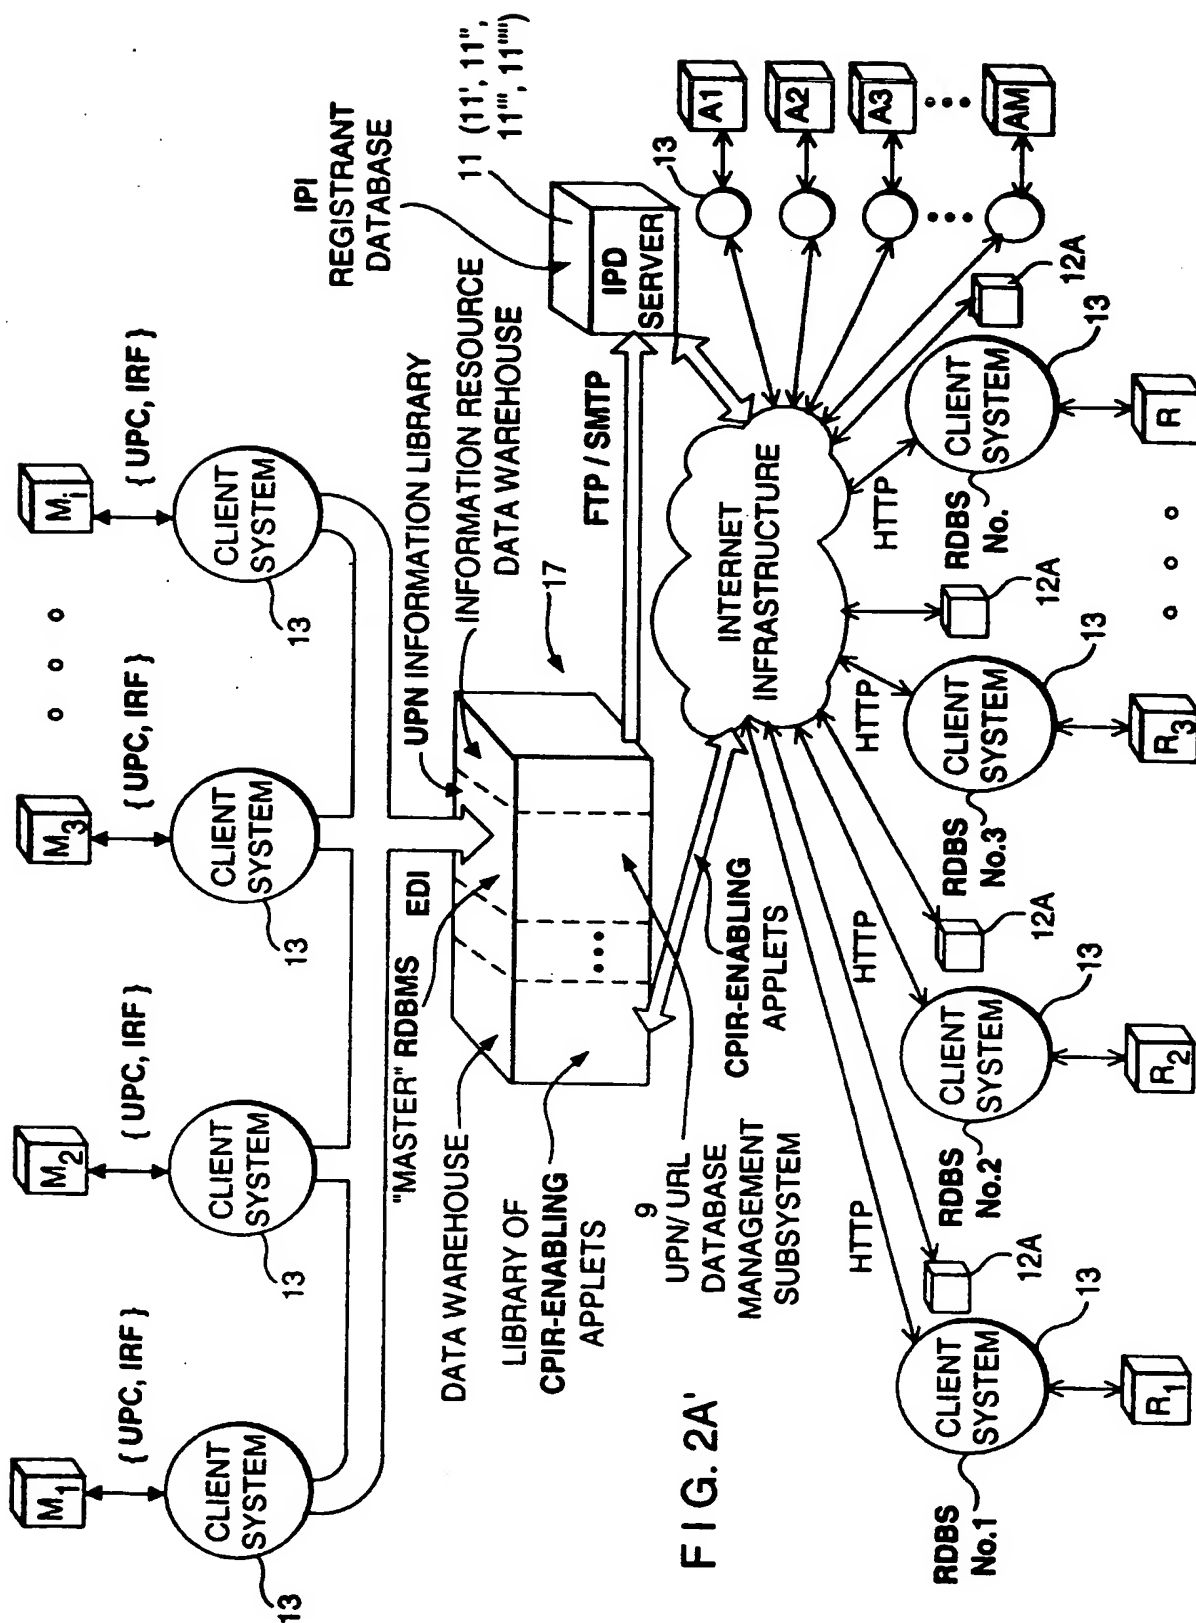 M1
{ UPC, IRF }
CLIENT
SYSTEM
13
M2
{ UPC, IRF }
CLIENT
SYSTEM
13
M3
{ UPC, IRF }
CLIENT
SYSTEM
13
Mi
{ UPC, IRF }
CLIENT
SYSTEM
13
"MASTER" RDBMS
EDI
UPN INFORMATION LIBRARY
INFORMATION RESOURCE
DATA WAREHOUSE
DATA WAREHOUSE
LIBRARY OF
CPIR-ENABLING
APPLETS
17
IPI
REGISTRANT
DATABASE
11 (11', 11'',
11''', 11'''')
IPD
SERVER
FTP / SMTP
9
UPN/ URL
DATABASE
MANAGEMENT
SUBSYSTEM
CPIR-ENABLING
APPLETS
INTERNET
INFRASTRUCTURE
13
A1
A2
A3
AM
FIG. 2A'
HTTP
HTTP
HTTP
HTTP
12A
12A
12A
12A
RDBS
No.1
CLIENT
SYSTEM
13
R1
RDBS
No.2
CLIENT
SYSTEM
13
R2
RDBS
No.3
CLIENT
SYSTEM
13
R3
RDBS
No.
CLIENT
SYSTEM
13
R